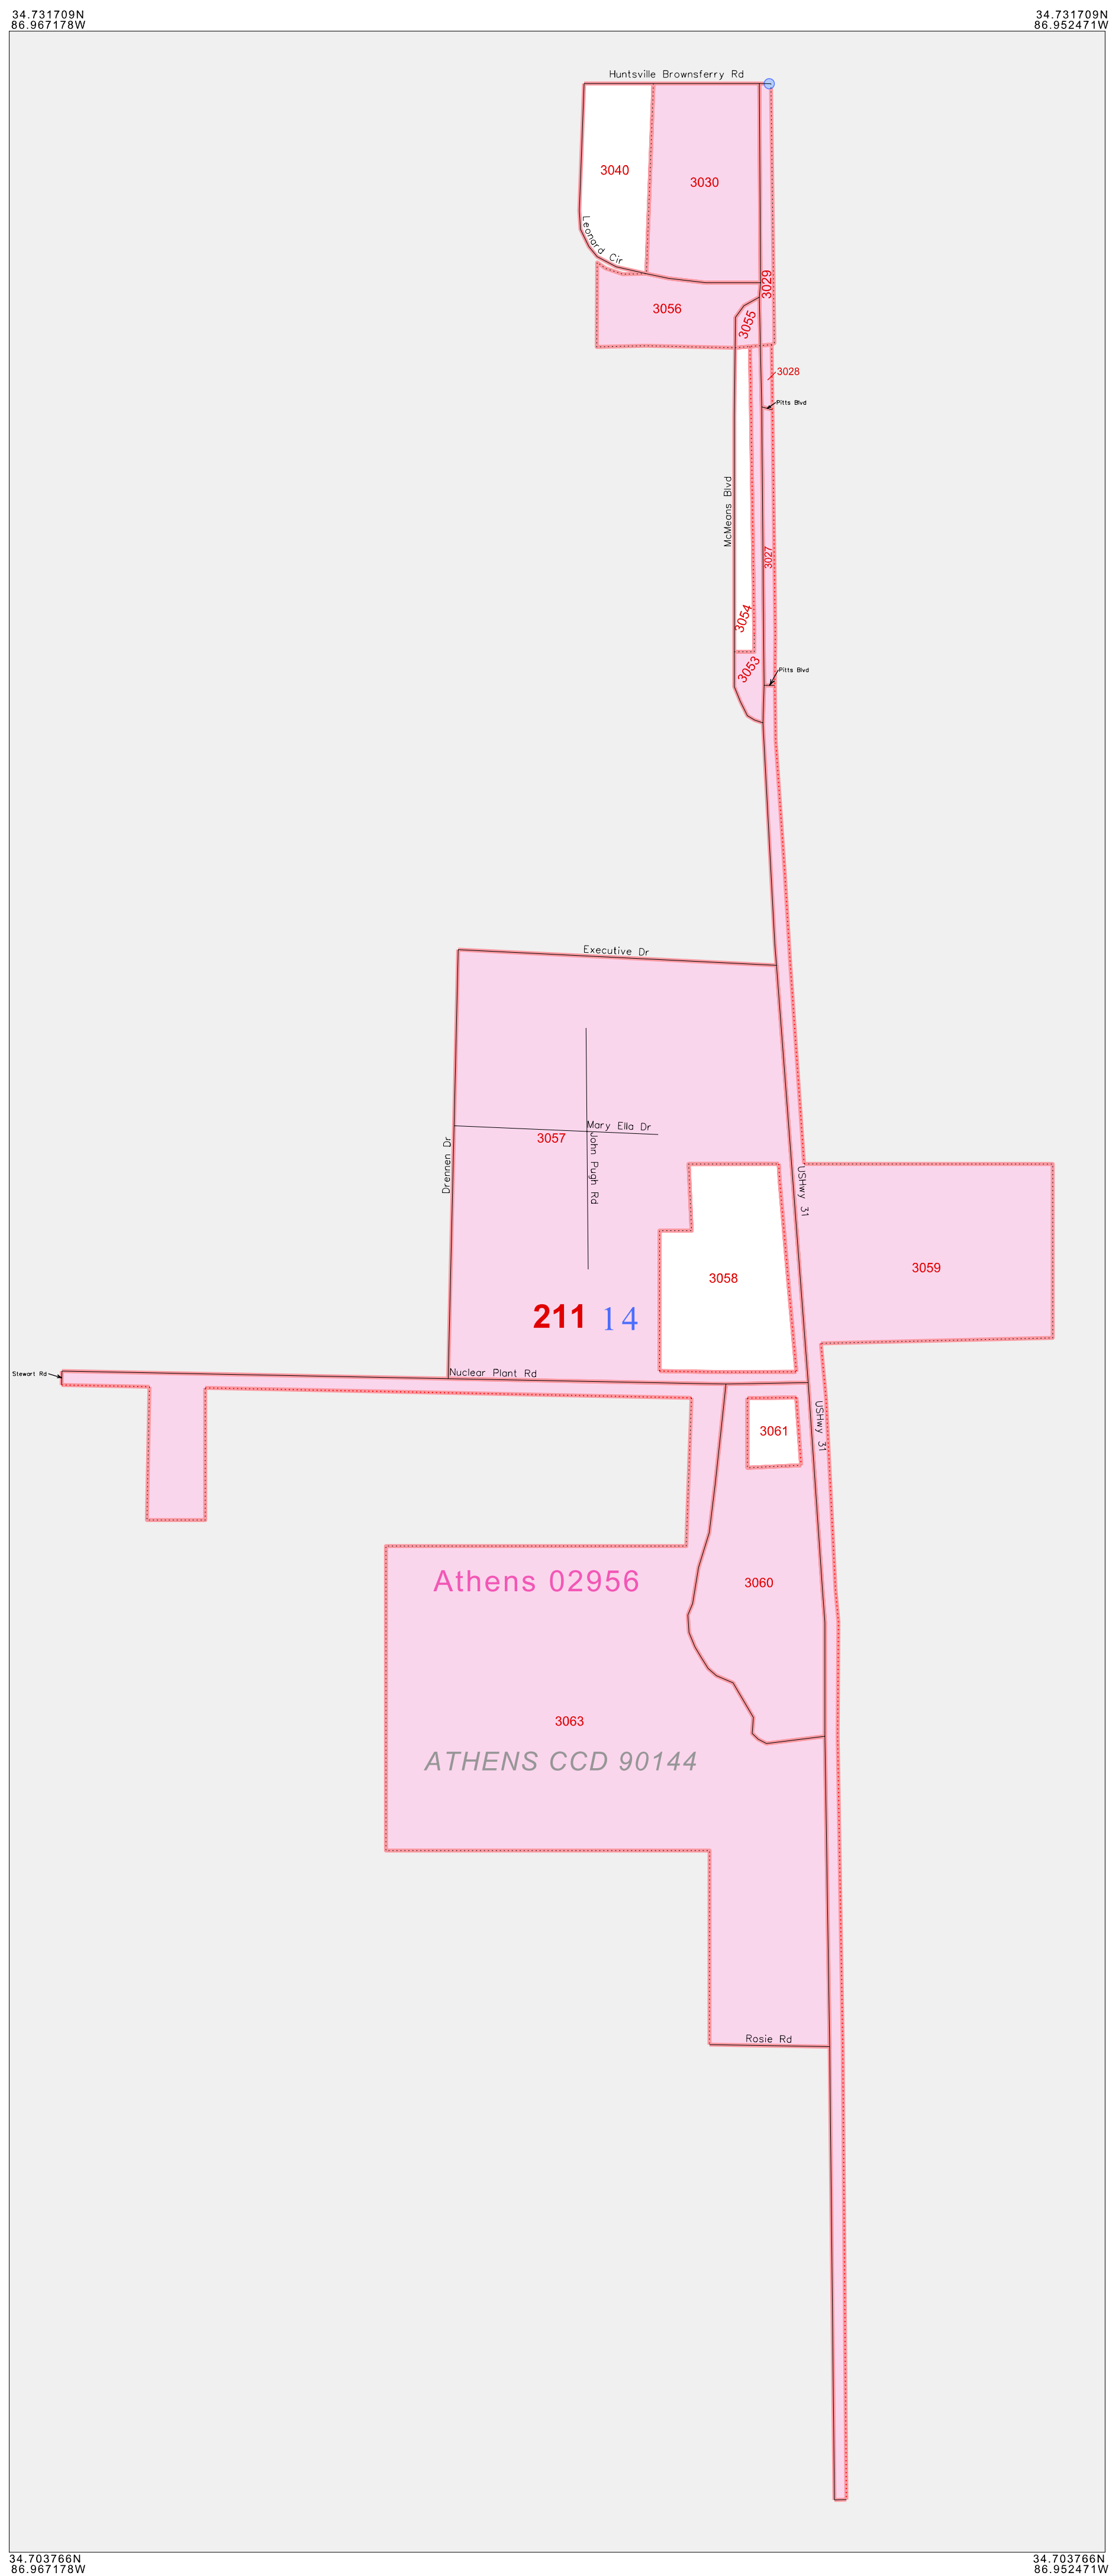 34.731709N
86.967178W
34.731709N
86.952471W
Huntsville Brownsferry Rd
3040
3030
Leonard Cir
3029
3056
3055
3028
Pitts Blvd
McMeans Blvd
3027
3054
3053
Pitts Blvd
Executive Dr
Mary Ella Dr
3057
John Pugh Rd
Drennen Dr
USHwy 31
3059
3058
211
14
Stewart Rd
Nuclear Plant Rd
USHwy 31
3061
Athens 02956
3060
3063
ATHENS CCD 90144
Rosie Rd
34.703766N
86.967178W
34.703766N
86.952471W